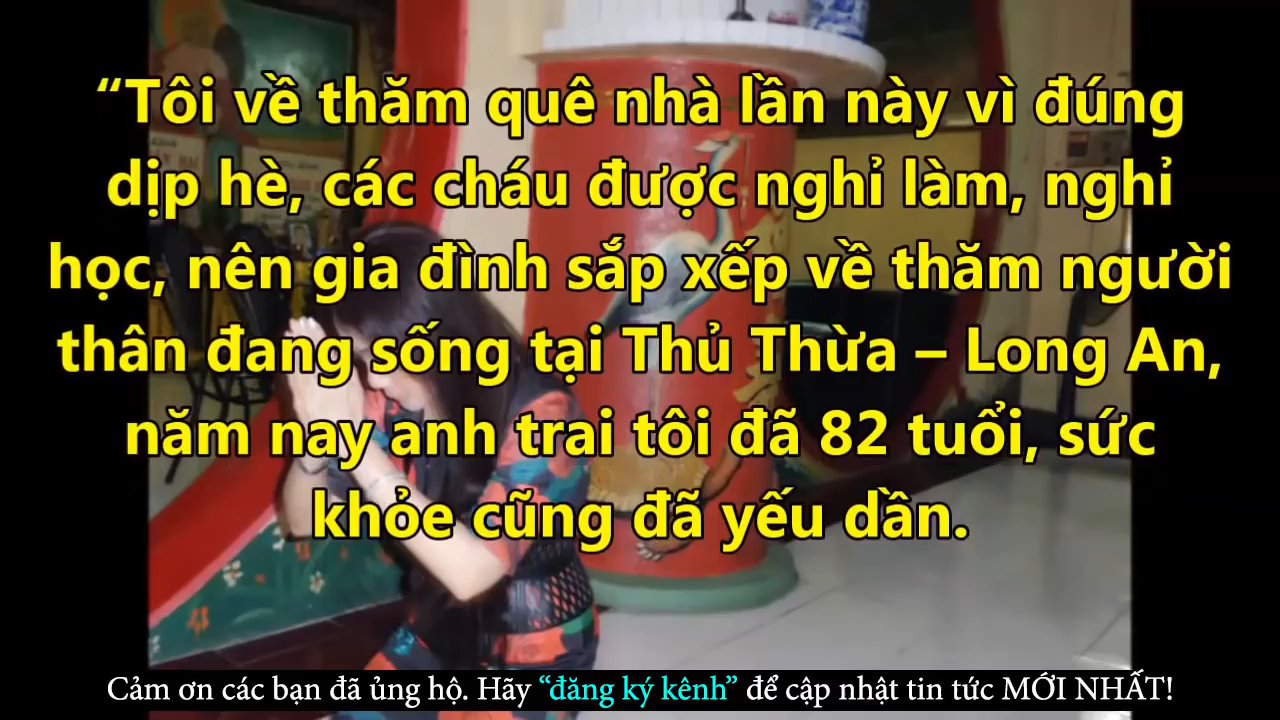 “Tôi về thăm quê nhà lần này vì đúng
dịp hè, các cháu được nghỉ làm, nghỉ
học, nên gia đình sắp xếp về thăm người
thân đang sống tại Thủ Thừa – Long An,
năm nay anh trai tôi đã 82 tuổi, sức
khỏe cũng đã yếu dần.
Cảm ơn các bạn đã ủng hộ. Hãy “đăng ký kênh” để cập nhật tin tức MỚI NHẤT!